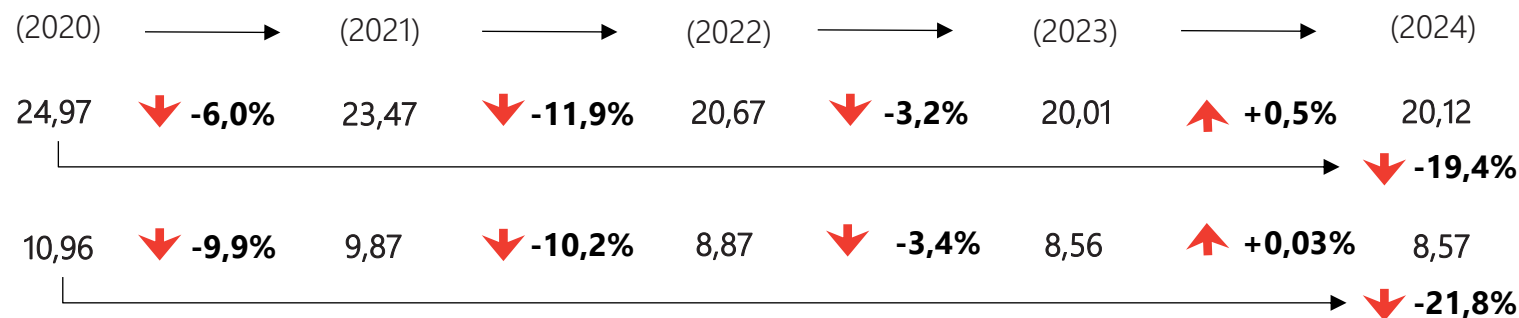 (2020) (2021) (2022) (2023) (2024)
24,97 -6,0% 23,47 -11,9% 20,67 -3,2% 20,01 +0,5% 20,12
-19,4%
10,96 -9,9% 9,87 -10,2% 8,87 -3,4% 8,56 +0,03% 8,57
-21,8%